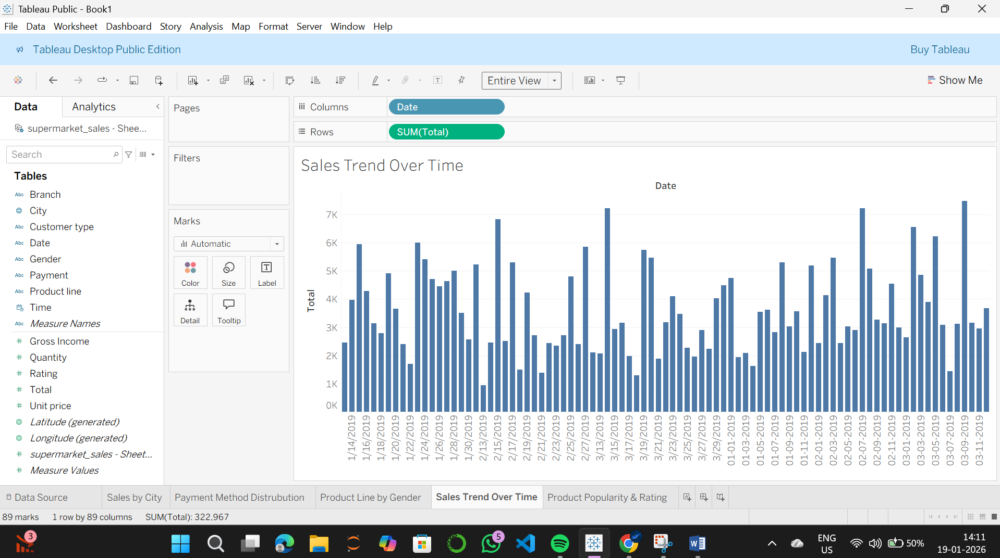 Tableau Public - Book1
File Data Worksheet Dashboard Story Analysis Map Format Server Window Help
Tableau Desktop Public Edition
Buy Tableau
Entire View
Show Me
Data
Analytics
supermarket_sales - Shee...
Search
Tables
Abc Branch
City
Abc Customer type
Abc Date
Abc Gender
Abc Payment
Abc Product line
Time
Abc Measure Names
# Gross Income
# Quantity
# Rating
# Total
# Unit price
Latitude (generated)
Longitude (generated)
# supermarket_sales - Sheet...
# Measure Values
Pages
Filters
Marks
Automatic
Color
Size
Label
Detail
Tooltip
Columns
Date
Rows
SUM(Total)
Sales Trend Over Time
Date
Total
7K
6K
5K
4K
3K
2K
1K
0K
1/14/2019
1/16/2019
1/18/2019
1/20/2019
1/22/2019
1/24/2019
1/26/2019
1/28/2019
1/30/2019
2/13/2019
2/15/2019
2/17/2019
2/19/2019
2/21/2019
2/23/2019
2/25/2019
2/27/2019
3/13/2019
3/15/2019
3/17/2019
3/19/2019
3/21/2019
3/23/2019
3/25/2019
3/27/2019
3/29/2019
01-01-2019
01-03-2019
01-05-2019
01-07-2019
01-09-2019
01-11-2019
02-01-2019
02-03-2019
02-05-2019
02-07-2019
02-09-2019
02-11-2019
03-01-2019
03-03-2019
03-05-2019
03-07-2019
03-09-2019
03-11-2019
Data Source
Sales by City
Payment Method Distrubution
Product Line by Gender
Sales Trend Over Time
Product Popularity & Rating
89 marks
1 row by 89 columns
SUM(Total): 322,967
3
5
ENG
US
50%
14:11
19-01-2026